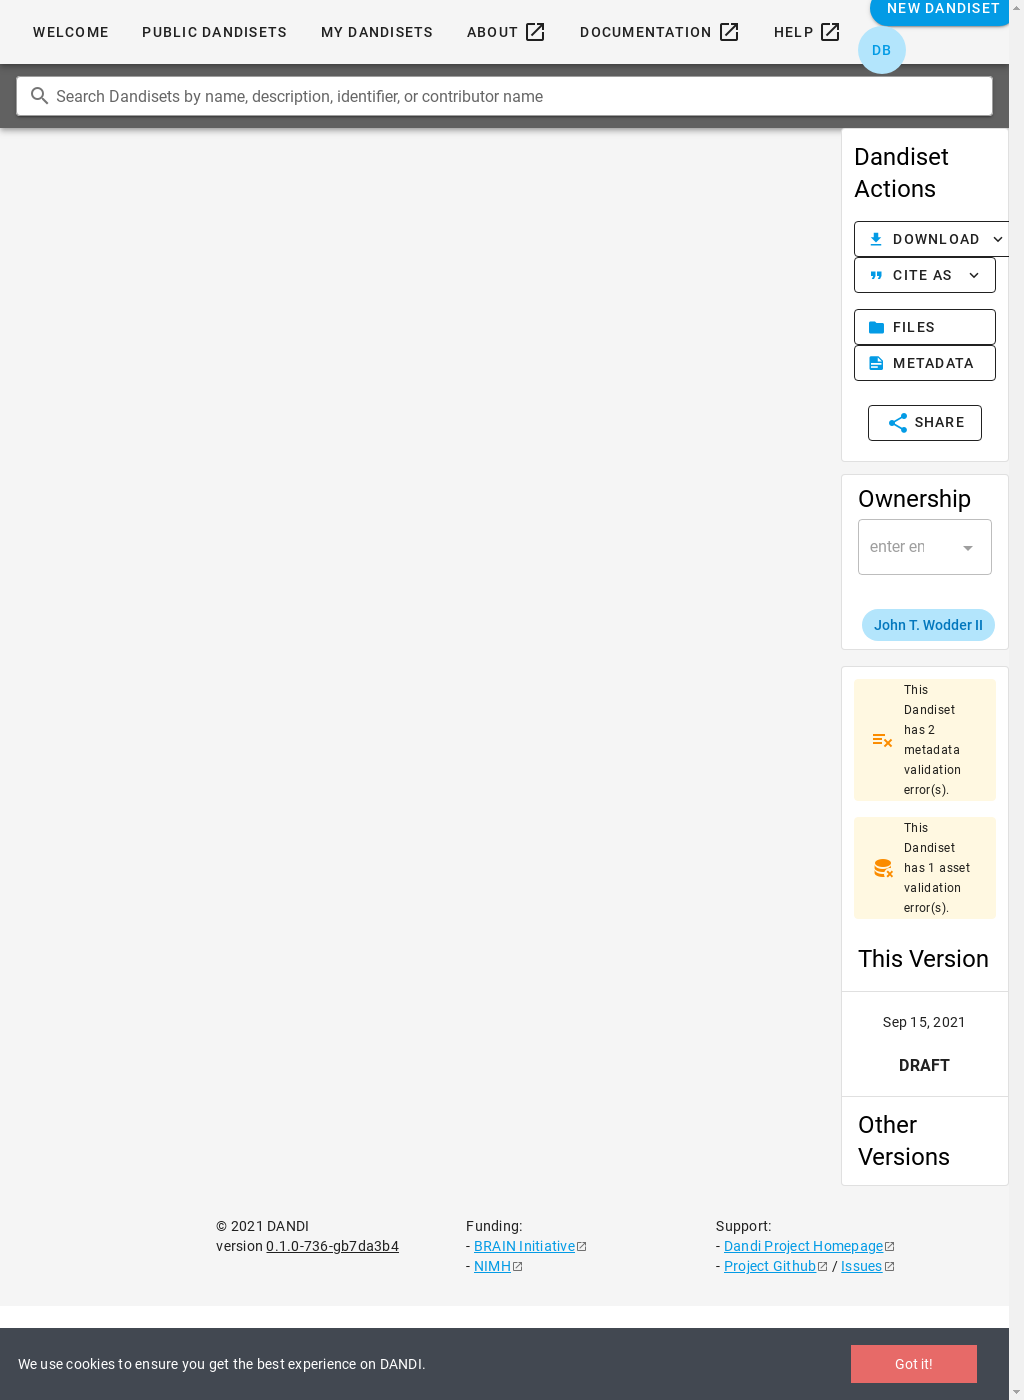 WELCOME
PUBLIC DANDISETS
MY DANDISETS
ABOUT
DOCUMENTATION
HELP
NEW DANDISET
DB
Search Dandisets by name, description, identifier, or contributor name
Dandiset
Actions
DOWNLOAD
CITE AS
FILES
METADATA
SHARE
Ownership
enter en
John T. Wodder II
This
Dandiset
has 2
metadata
validation
error(s).
This
Dandiset
has 1 asset
validation
error(s).
This Version
Sep 15, 2021
DRAFT
Other
Versions
© 2021 DANDI
version 0.1.0-736-gb7da3b4
Funding:
- BRAIN Initiative
- NIMH
Support:
- Dandi Project Homepage
- Project Github / Issues
We use cookies to ensure you get the best experience on DANDI.
Got it!